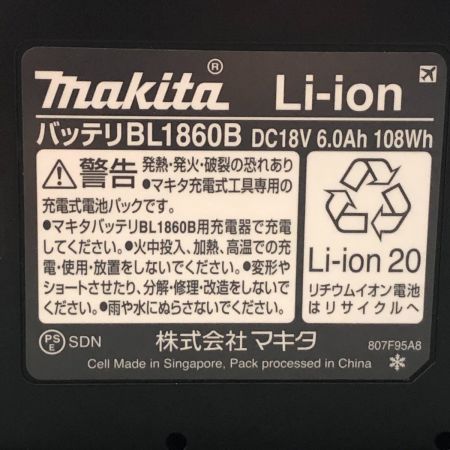 makita® Li-ion
バッテリBL1860B DC18V 6.0Ah 108Wh
警告 発熱・発火・破裂の恐れあり
●マキタ充電式工具専用の
充電式電池パックです。
●マキタバッテリBL1860B用充電器で充電
してください。●火中投入、加熱、高温での充
電・使用・放置をしないでください。●変形や
ショートさせたり、分解・修理・改造をしないで
ください。●雨や水にぬらさないでください。
Li-ion 20
リチウムイオン電池
はリサイクルへ
PSE SDN 株式会社 マキタ 807F95A8
Cell Made in Singapore, Pack processed in China